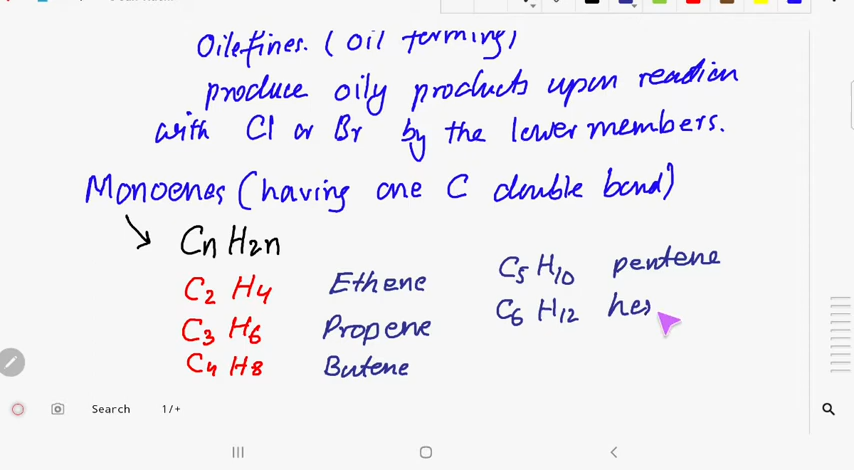 Oilefines. (oil forming)
produce oily products upon reaction
with Cl or Br by the lower members.
Monoenes (having one C double bond)
CnH2n
C2 H4 Ethene
C3 H6 Propene
C4 H8 Butene
C5 H10 pentene
C6 H12 hex
Search 1/+